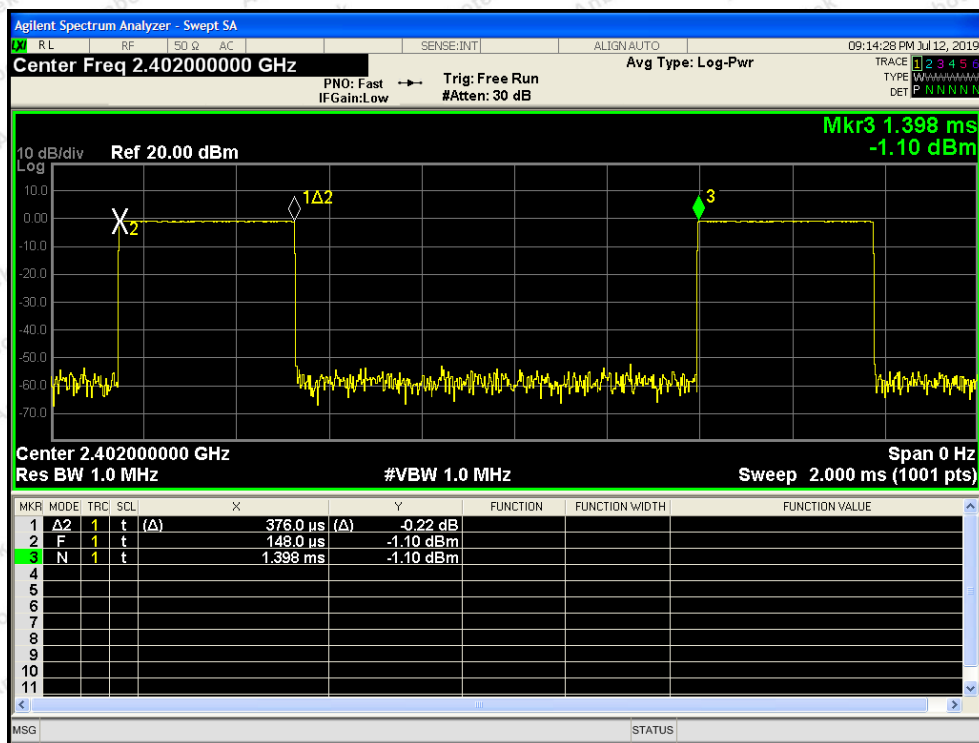 Agilent Spectrum Analyzer - Swept SA
LXI RL RF 50 Ω AC SENSE:INT ALIGN AUTO 09:14:28 PM Jul 12, 2019
Center Freq 2.402000000 GHz Avg Type: Log-Pwr TRACE 1 2 3 4 5 6
PNO: Fast Trig: Free Run TYPE WWWWWW
IFGain:Low #Atten: 30 dB DET P N N N N N
Mkr3 1.398 ms
10 dB/div Ref 20.00 dBm -1.10 dBm
Log
10.0
1Δ2 3
0.00
2
-10.0
-20.0
-30.0
-40.0
-50.0
-60.0
-70.0
Center 2.402000000 GHz Span 0 Hz
Res BW 1.0 MHz #VBW 1.0 MHz Sweep 2.000 ms (1001 pts)
MKR MODE TRC SCL X Y FUNCTION FUNCTION WIDTH FUNCTION VALUE
1 Δ2 1 t (Δ) 376.0 µs (Δ) -0.22 dB
2 F 1 t 148.0 µs -1.10 dBm
3 N 1 t 1.398 ms -1.10 dBm
4
5
6
7
8
9
10
11
MSG STATUS